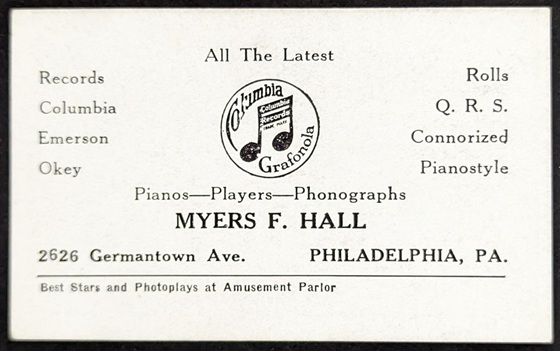 All The Latest
Records
Columbia
Emerson
Okey
Columbia
Columbia
Records
Grafonola
Rolls
Q. R. S.
Connorized
Pianostyle
Pianos—Players—Phonographs
MYERS F. HALL
2626 Germantown Ave. PHILADELPHIA, PA.
Best Stars and Photoplays at Amusement Parlor